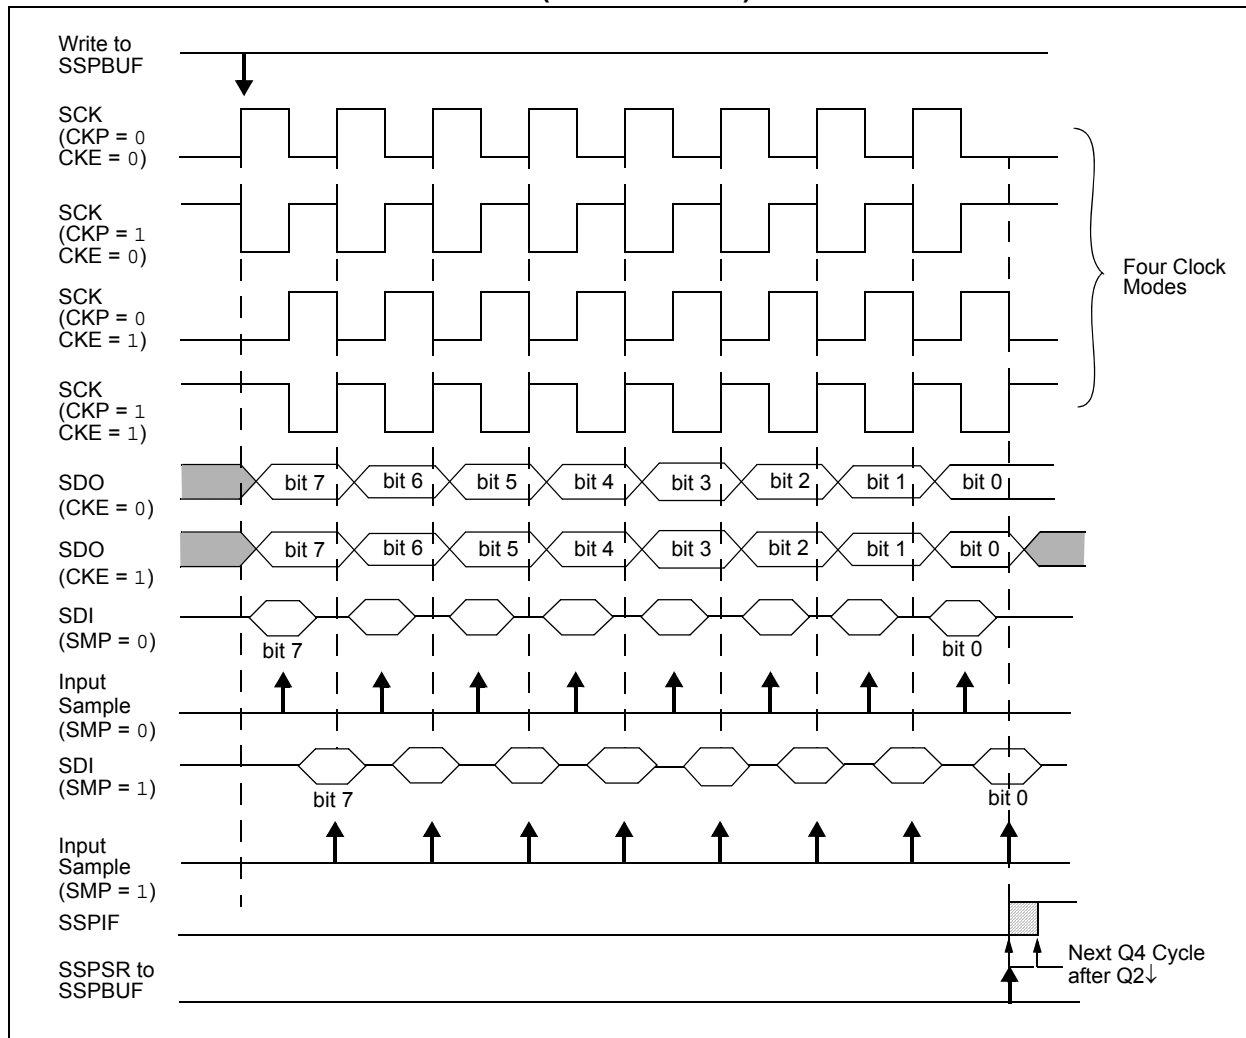 Write to
SSPBUF
SCK
(CKP = 0
CKE = 0)
SCK
(CKP = 1
CKE = 0)
Four Clock
Modes
SCK
(CKP = 0
CKE = 1)
SCK
(CKP = 1
CKE = 1)
SDO
(CKE = 0)
bit 7 bit 6 bit 5 bit 4 bit 3 bit 2 bit 1 bit 0
SDO
(CKE = 1)
bit 7 bit 6 bit 5 bit 4 bit 3 bit 2 bit 1 bit 0
SDI
(SMP = 0)
bit 7 bit 0
Input
Sample
(SMP = 0)
SDI
(SMP = 1)
bit 7 bit 0
Input
Sample
(SMP = 1)
SSPIF
Next Q4 Cycle
after Q2↓
SSPSR to
SSPBUF